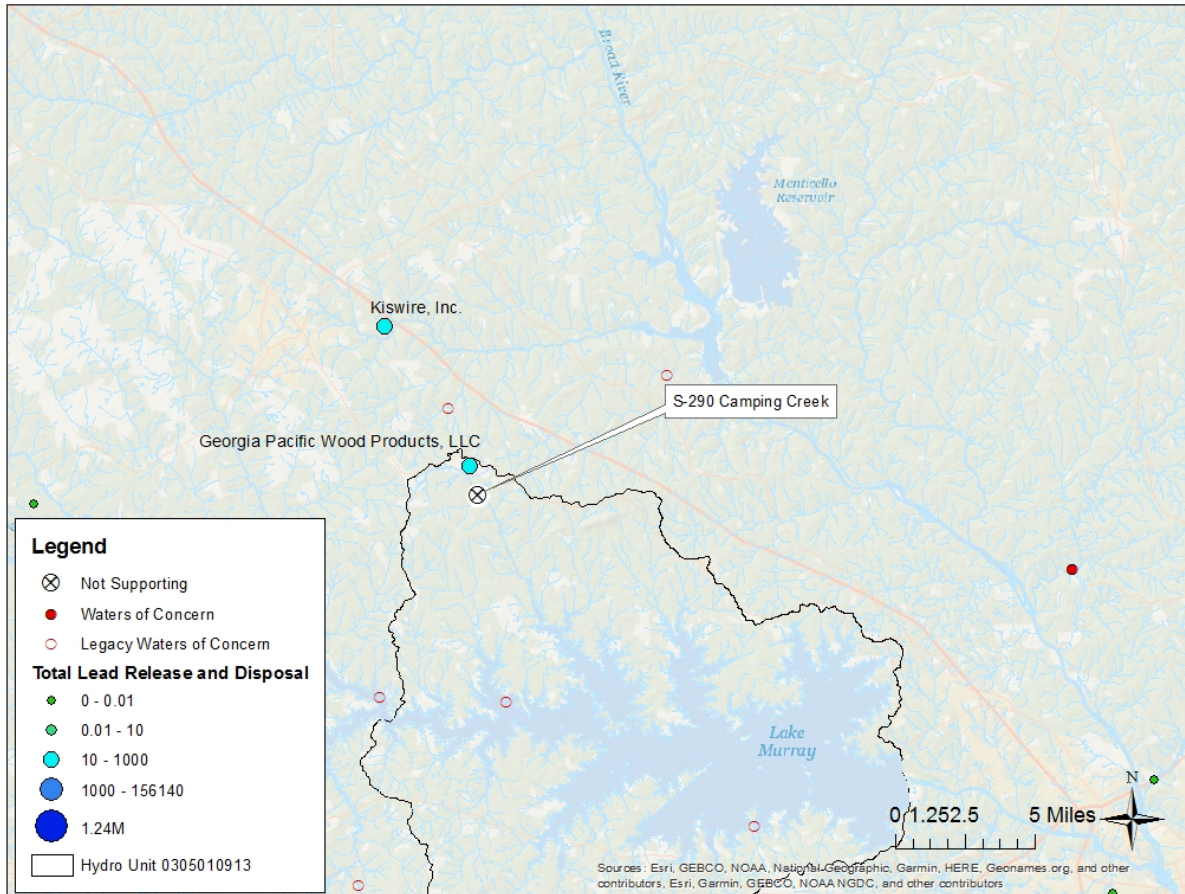 Broad
River
Monticello
Reservoir
Kiswire, Inc.
S-290 Camping Creek
Georgia Pacific Wood Products, LLC
Legend
Not Supporting
Waters of Concern
Legacy Waters of Concern
Total Lead Release and Disposal
0 - 0.01
0.01 - 10
10 - 1000
1000 - 156140
1.24M
Hydro Unit 0305010913
Lake
Murray
N
0 1.252.5 5 Miles
Sources: Esri, GEBCO, NOAA, National Geographic, Garmin, HERE, Geonames.org, and other
contributors, Esri, Garmin, GEBCO, NOAA NGDC, and other contributors